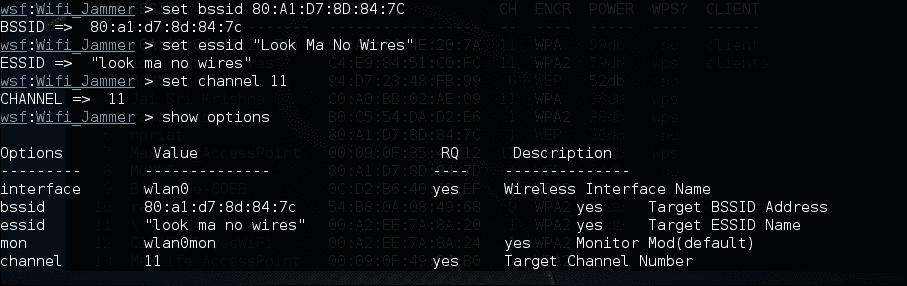 wsf:Wifi_Jammer > set bssid 80:A1:D7:8D:84:7C
BSSID => 80:a1:d7:8d:84:7c
wsf:Wifi_Jammer > set essid "Look Ma No Wires"
ESSID => "look ma no wires"
wsf:Wifi_Jammer > set channel 11
CHANNEL => 11
wsf:Wifi_Jammer > show options
Options Value RQ Description
--------- -------------- ---- --------------
interface wlan0 yes Wireless Interface Name
bssid 80:a1:d7:8d:84:7c yes Target BSSID Address
essid "look ma no wires" yes Target ESSID Name
mon wlan0mon yes Monitor Mod(default)
channel 11 yes Target Channel Number